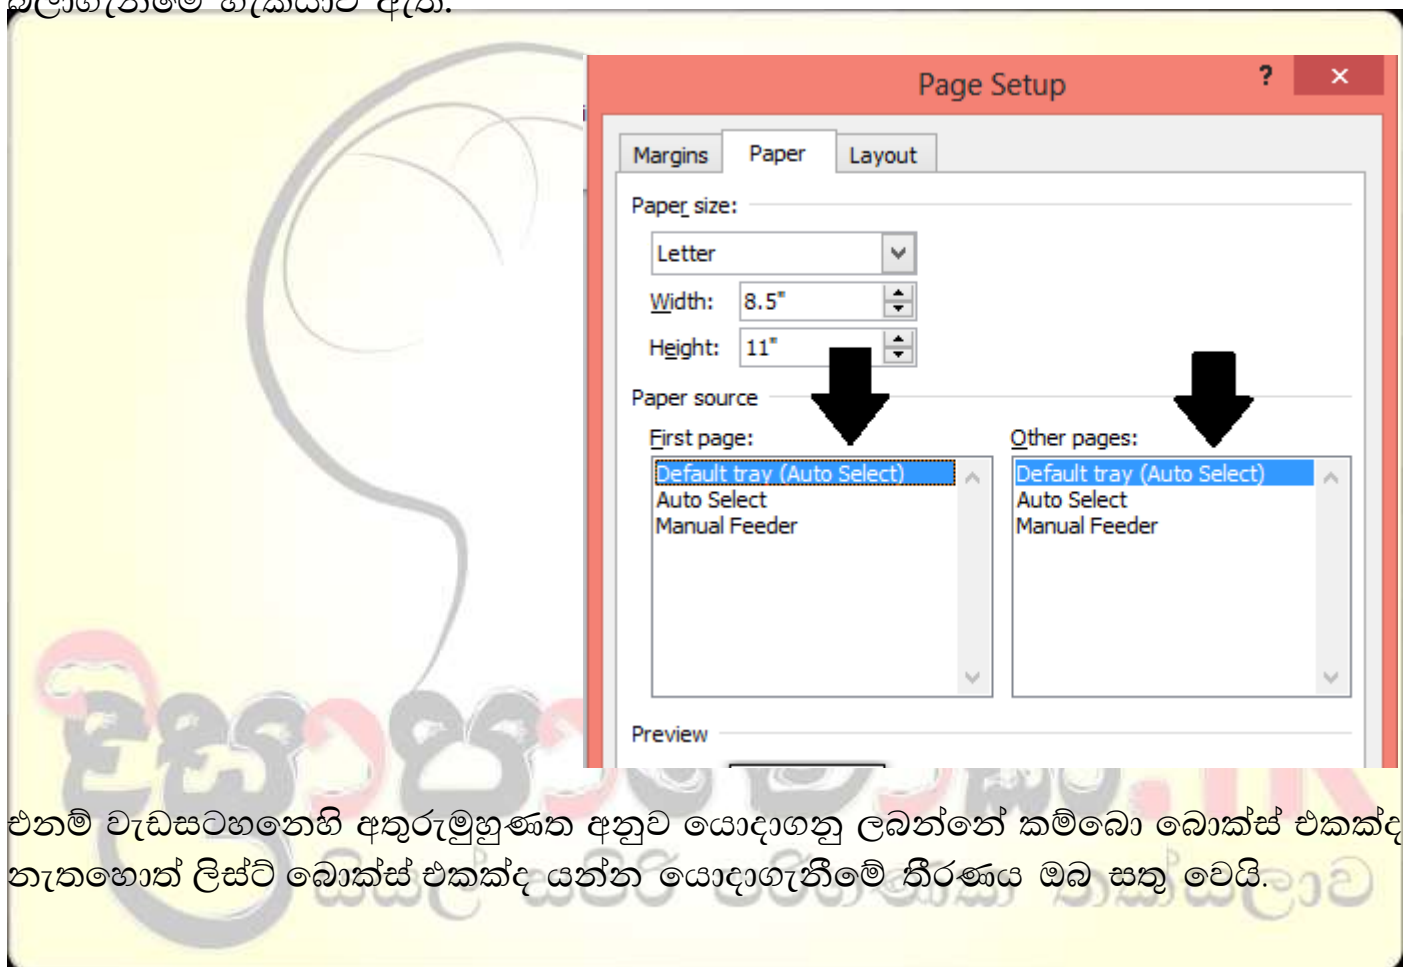 බලාගැනීමේ හැකියාව ඇත.
Page Setup
?
×
Margins Paper Layout
Paper size:
Letter
Width: 8.5"
Height: 11"
Paper source
First page: Other pages:
Default tray (Auto Select) Default tray (Auto Select)
Auto Select Auto Select
Manual Feeder Manual Feeder
Preview
එනම් වැඩසටහනෙහි අතුරුමුහුණත අනුව යොදාගනු ලබන්නේ කම්බො බොක්ස් එකක්ද
නැතහොත් ලිස්ට් බොක්ස් එකක්ද යන්න යොදාගැනීමේ තීරණය ඔබ සතු වෙයි.